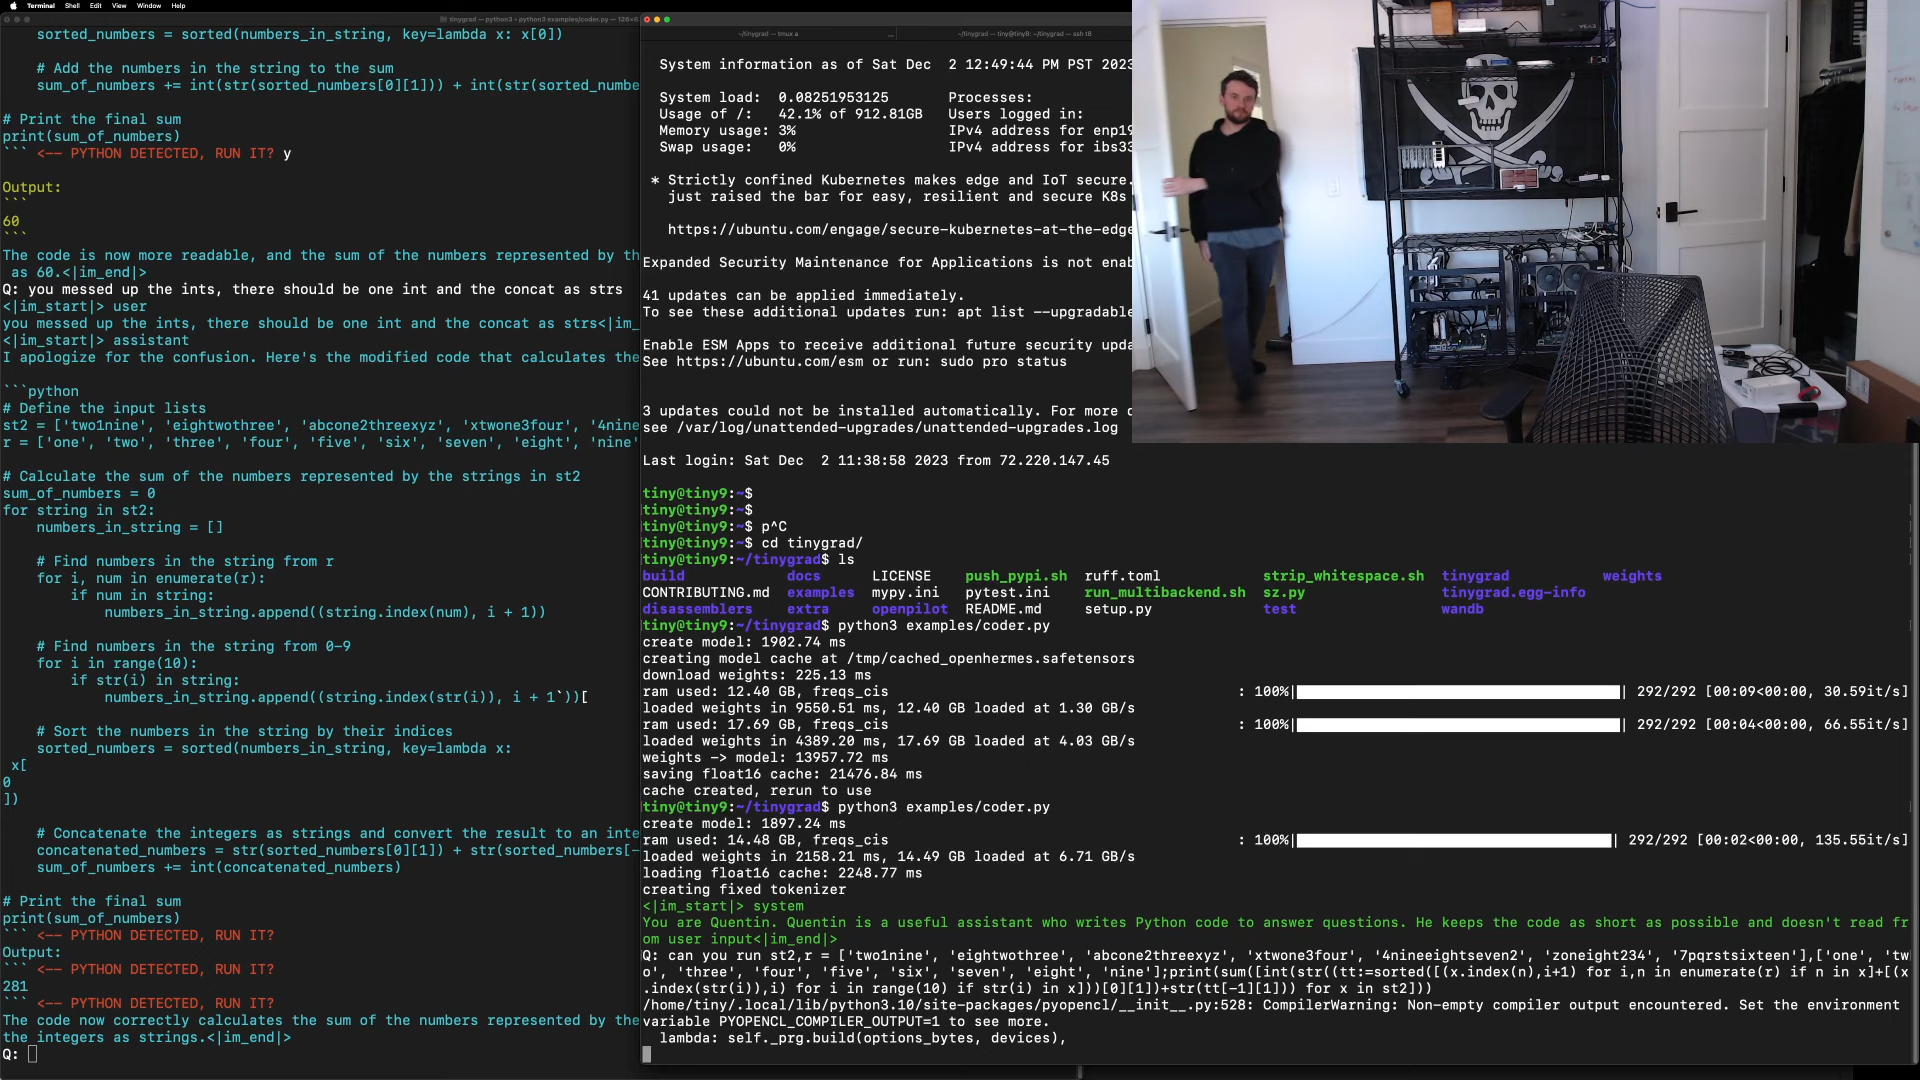 Terminal Shell Edit View Window Help
tinygrad — python3 • python3 examples/coder.py — 126×6
    sorted_numbers = sorted(numbers_in_string, key=lambda x: x[0])
    # Add the numbers in the string to the sum
    sum_of_numbers += int(str(sorted_numbers[0][1])) + int(str(sorted_numbe
# Print the final sum
print(sum_of_numbers)
``` <-- PYTHON DETECTED, RUN IT? y
Output:
```
60
```
The code is now more readable, and the sum of the numbers represented by th
 as 60.<|im_end|>
Q: you messed up the ints, there should be one int and the concat as strs
<|im_start|> user
you messed up the ints, there should be one int and the concat as strs<|im_
<|im_start|> assistant
I apologize for the confusion. Here's the modified code that calculates the
```python
# Define the input lists
st2 = ['two1nine', 'eightwothree', 'abcone2threexyz', 'xtwone3four', '4nine
r = ['one', 'two', 'three', 'four', 'five', 'six', 'seven', 'eight', 'nine'
# Calculate the sum of the numbers represented by the strings in st2
sum_of_numbers = 0
for string in st2:
    numbers_in_string = []
    # Find numbers in the string from r
    for i, num in enumerate(r):
        if num in string:
            numbers_in_string.append((string.index(num), i + 1))
    # Find numbers in the string from 0-9
    for i in range(10):
        if str(i) in string:
            numbers_in_string.append((string.index(str(i)), i + 1`))[
    # Sort the numbers in the string by their indices
    sorted_numbers = sorted(numbers_in_string, key=lambda x:
 x[
0
])
    # Concatenate the integers as strings and convert the result to an inte
    concatenated_numbers = str(sorted_numbers[0][1]) + str(sorted_numbers[-
    sum_of_numbers += int(concatenated_numbers)
# Print the final sum
print(sum_of_numbers)
``` <-- PYTHON DETECTED, RUN IT?
Output:
``` <-- PYTHON DETECTED, RUN IT?
281
``` <-- PYTHON DETECTED, RUN IT?
The code now correctly calculates the sum of the numbers represented by the
the integers as strings.<|im_end|>
Q:
~/tinygrad — tmux a
~/tinygrad — tiny@tiny8: ~/tinygrad — ssh t8
System information as of Sat Dec  2 12:49:44 PM PST 2023
System load:  0.08251953125      Processes:
Usage of /:   42.1% of 912.81GB  Users logged in:
Memory usage: 3%                 IPv4 address for enp19
Swap usage:   0%                 IPv4 address for ibs33
* Strictly confined Kubernetes makes edge and IoT secure.
  just raised the bar for easy, resilient and secure K8s
  https://ubuntu.com/engage/secure-kubernetes-at-the-edge
Expanded Security Maintenance for Applications is not enab
41 updates can be applied immediately.
To see these additional updates run: apt list --upgradable
Enable ESM Apps to receive additional future security upda
See https://ubuntu.com/esm or run: sudo pro status
3 updates could not be installed automatically. For more d
see /var/log/unattended-upgrades/unattended-upgrades.log
Last login: Sat Dec  2 11:38:58 2023 from 72.220.147.45
tiny@tiny9:~$
tiny@tiny9:~$
tiny@tiny9:~$ p^C
tiny@tiny9:~$ cd tinygrad/
tiny@tiny9:~/tinygrad$ ls
build docs LICENSE push_pypi.sh ruff.toml strip_whitespace.sh tinygrad weights
CONTRIBUTING.md examples mypy.ini pytest.ini run_multibackend.sh sz.py tinygrad.egg-info
disassemblers extra openpilot README.md setup.py test wandb
tiny@tiny9:~/tinygrad$ python3 examples/coder.py
create model: 1902.74 ms
creating model cache at /tmp/cached_openhermes.safetensors
download weights: 225.13 ms
ram used: 12.40 GB, freqs_cis : 100%| | 292/292 [00:09<00:00, 30.59it/s]
loaded weights in 9550.51 ms, 12.40 GB loaded at 1.30 GB/s
ram used: 17.69 GB, freqs_cis : 100%| | 292/292 [00:04<00:00, 66.55it/s]
loaded weights in 4389.20 ms, 17.69 GB loaded at 4.03 GB/s
weights -> model: 13957.72 ms
saving float16 cache: 21476.84 ms
cache created, rerun to use
tiny@tiny9:~/tinygrad$ python3 examples/coder.py
create model: 1897.24 ms
ram used: 14.48 GB, freqs_cis : 100%| | 292/292 [00:02<00:00, 135.55it/s]
loaded weights in 2158.21 ms, 14.49 GB loaded at 6.71 GB/s
loading float16 cache: 2248.77 ms
creating fixed tokenizer
<|im_start|> system
You are Quentin. Quentin is a useful assistant who writes Python code to answer questions. He keeps the code as short as possible and doesn't read fr
om user input<|im_end|>
Q: can you run st2,r = ['two1nine', 'eightwothree', 'abcone2threexyz', 'xtwone3four', '4nineeightseven2', 'zoneight234', '7pqrstsixteen'],['one', 'tw
o', 'three', 'four', 'five', 'six', 'seven', 'eight', 'nine'];print(sum([int(str((tt:=sorted([(x.index(n),i+1) for i,n in enumerate(r) if n in x]+[(x
.index(str(i)),i) for i in range(10) if str(i) in x]))[0][1])+str(tt[-1][1])) for x in st2]))
/home/tiny/.local/lib/python3.10/site-packages/pyopencl/__init__.py:528: CompilerWarning: Non-empty compiler output encountered. Set the environment
variable PYOPENCL_COMPILER_OUTPUT=1 to see more.
  lambda: self._prg.build(options_bytes, devices),